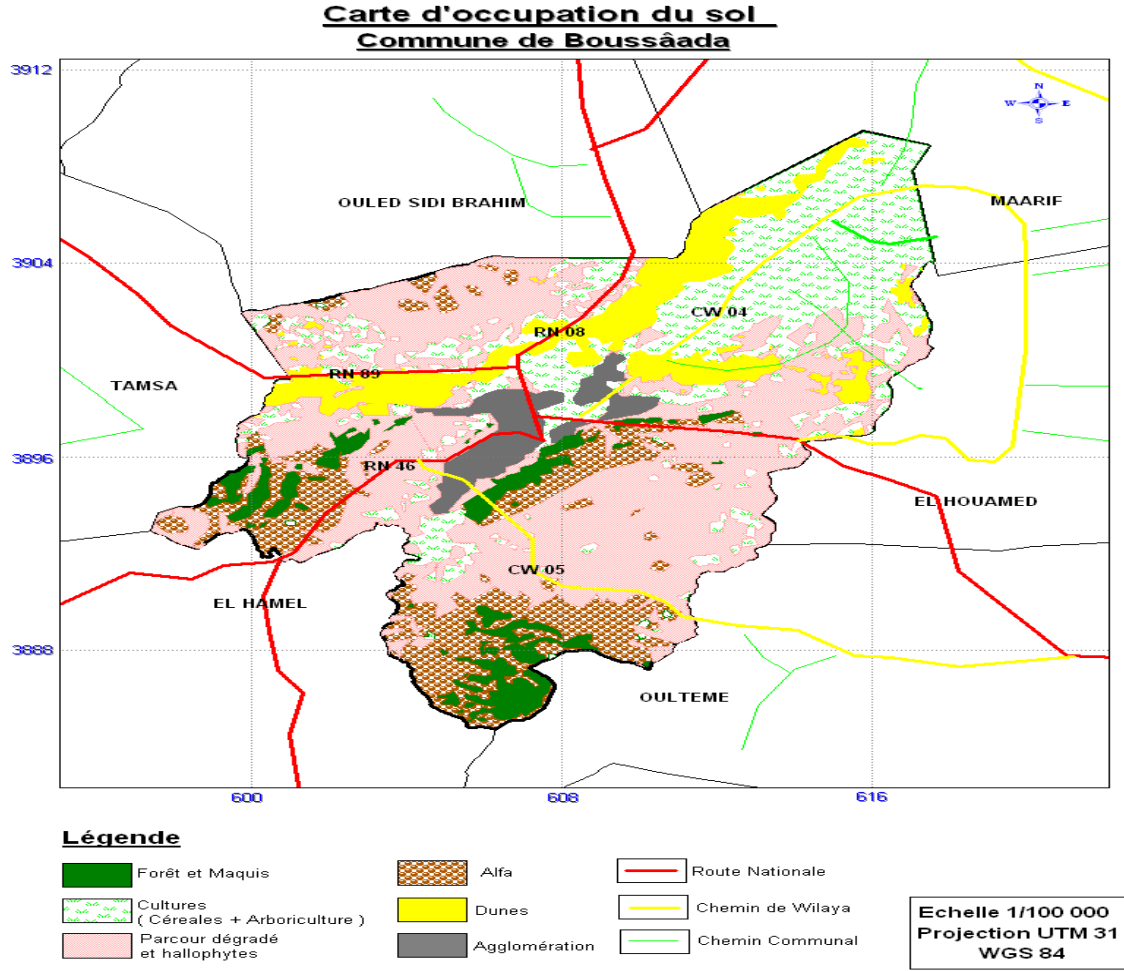 Carte d'occupation du sol
Commune de Boussâada
3912
N
W E
S
OULED SIDI BRAHIM
MAARIF
3904
CW 04
RN 08
RN 89
TAMSA
3896
RN 46
EL HOUAMED
CW 05
EL HAMEL
3888
OULTEME
600 608 616
Légende
Forêt et Maquis
Cultures
( Céreales + Arboriculture )
Parcour dégradé
et hallophytes
Alfa
Dunes
Agglomération
Route Nationale
Chemin de Wilaya
Chemin Communal
Echelle 1/100 000
Projection UTM 31
WGS 84